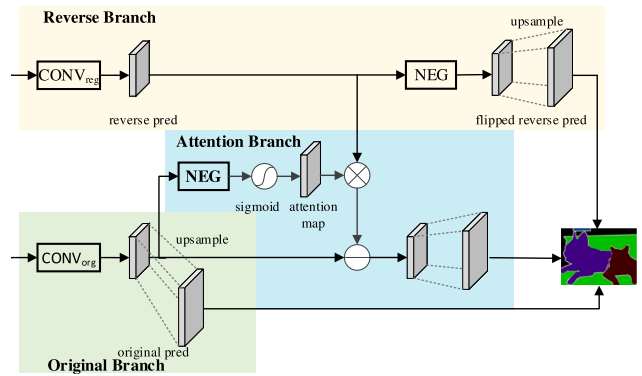 Reverse Branch
upsample
CONVreg
NEG
reverse pred
flipped reverse pred
Attention Branch
NEG
sigmoid
attention
map
CONVorg
upsample
original pred
Original Branch